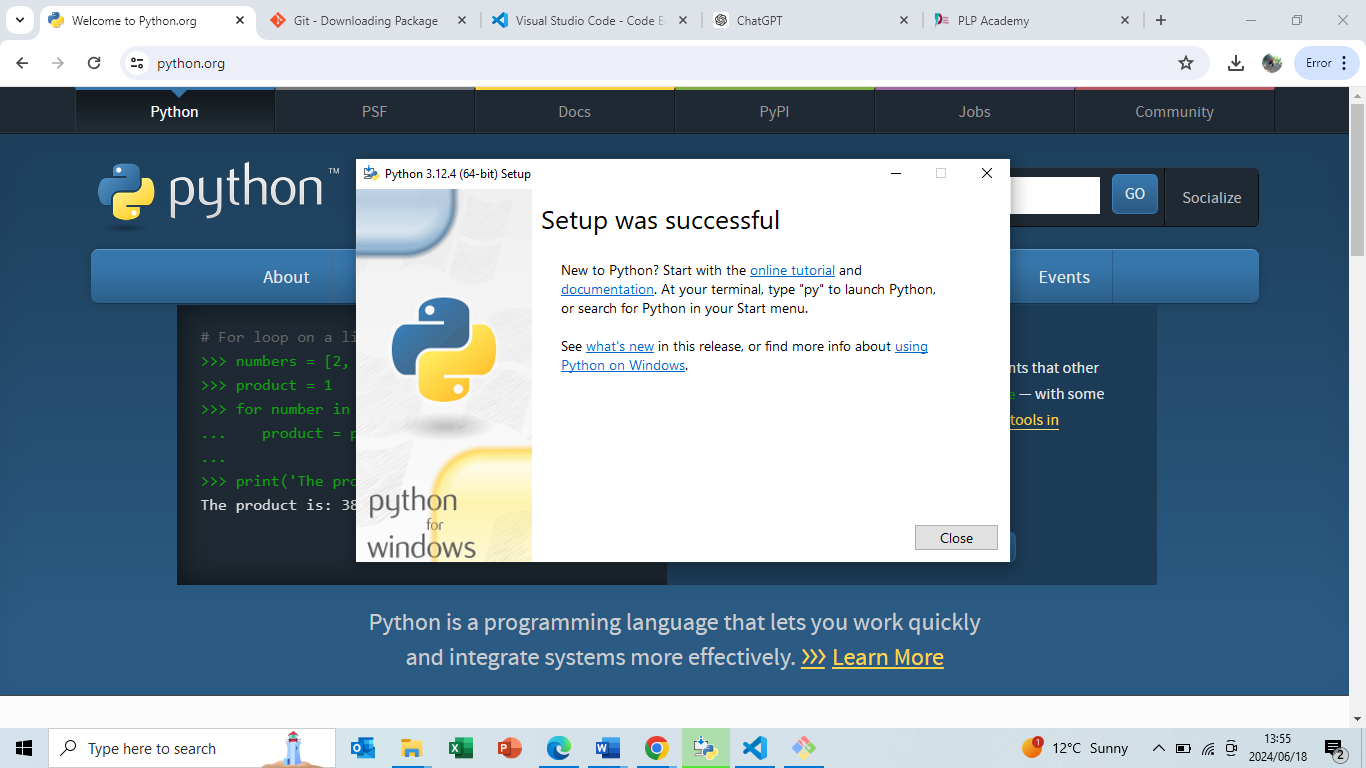 Welcome to Python.org
Git - Downloading Package
Visual Studio Code - Code E
ChatGPT
PLP Academy
python.org
Error
Python
PSF
Docs
PyPI
Jobs
Community
python™
GO
Socialize
About
Events
Python 3.12.4 (64-bit) Setup
Setup was successful
New to Python? Start with the online tutorial and
documentation. At your terminal, type "py" to launch Python,
or search for Python in your Start menu.
See what's new in this release, or find more info about using
Python on Windows.
python
for
windows
Close
# For loop on a li
>>> numbers = [2,
>>> product = 1
>>> for number in
... product = p
...
>>> print('The pro
The product is: 38
nts that other
e — with some
tools in
Python is a programming language that lets you work quickly
and integrate systems more effectively. >>> Learn More
Type here to search
1
12°C Sunny
13:55
2024/06/18
2